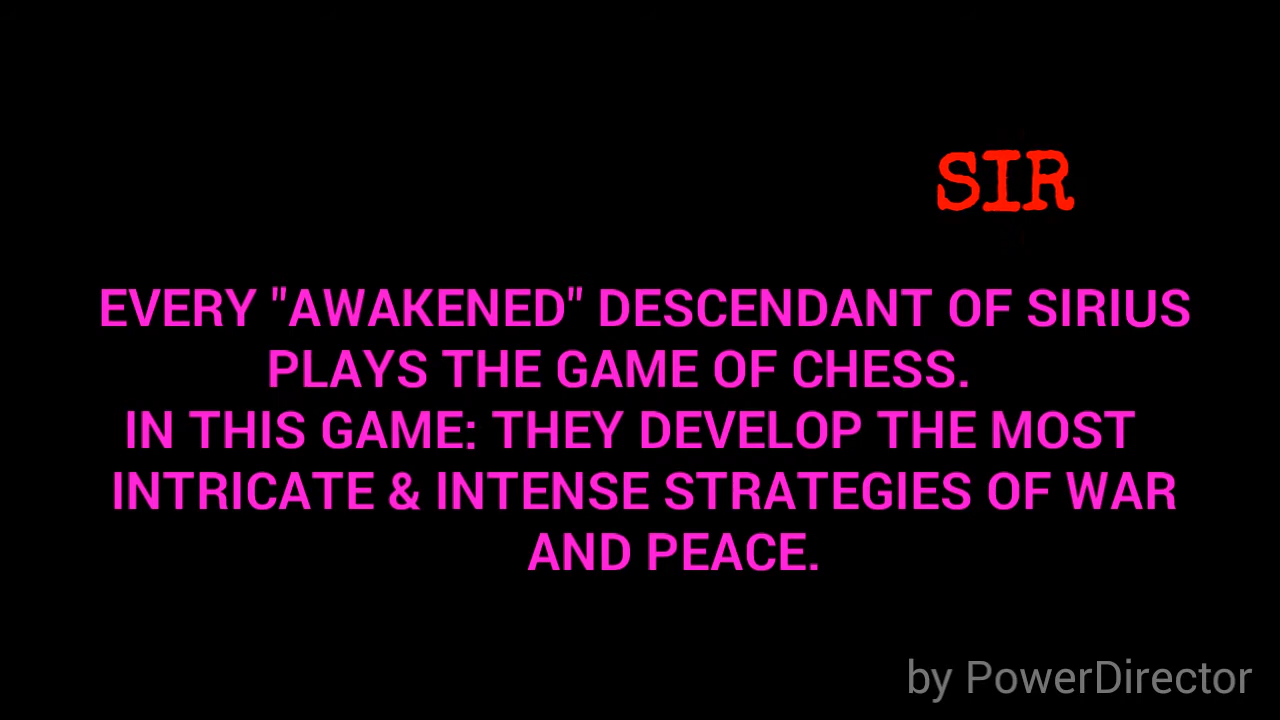 SIR
EVERY "AWAKENED" DESCENDANT OF SIRIUS
PLAYS THE GAME OF CHESS.
IN THIS GAME: THEY DEVELOP THE MOST
INTRICATE & INTENSE STRATEGIES OF WAR
AND PEACE.
by PowerDirector